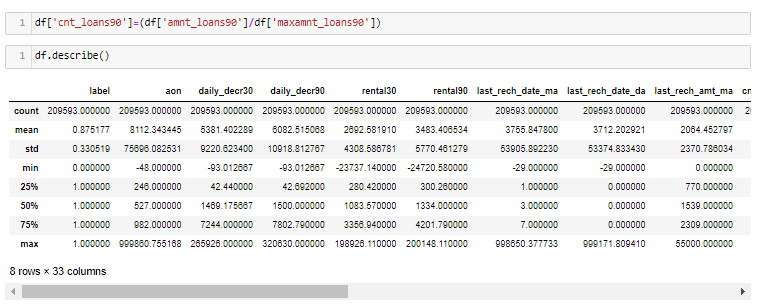 1 df['cnt_loans90']=(df['amnt_loans90']/df['maxamnt_loans90'])
1 df.describe()
label aon daily_decr30 daily_decr90 rental30 rental90 last_rech_date_ma last_rech_date_da last_rech_amt_ma cn
count 209593.000000 209593.000000 209593.000000 209593.000000 209593.000000 209593.000000 209593.000000 209593.000000 209593.000000 20
mean 0.875177 8112.343445 5381.402289 6082.515068 2692.581910 3483.406534 3755.847800 3712.202921 2064.452797
std 0.330519 75696.082531 9220.623400 10918.812767 4308.586781 5770.461279 53905.892230 53374.833430 2370.786034
min 0.000000 -48.000000 -93.012667 -93.012667 -23737.140000 -24720.580000 -29.000000 -29.000000 0.000000
25% 1.000000 246.000000 42.440000 42.692000 280.420000 300.260000 1.000000 0.000000 770.000000
50% 1.000000 527.000000 1469.175667 1500.000000 1083.570000 1334.000000 3.000000 0.000000 1539.000000
75% 1.000000 982.000000 7244.000000 7802.790000 3356.940000 4201.790000 7.000000 0.000000 2309.000000
max 1.000000 999860.755168 265926.000000 320630.000000 198926.110000 200148.110000 998650.377733 999171.809410 55000.000000
8 rows × 33 columns